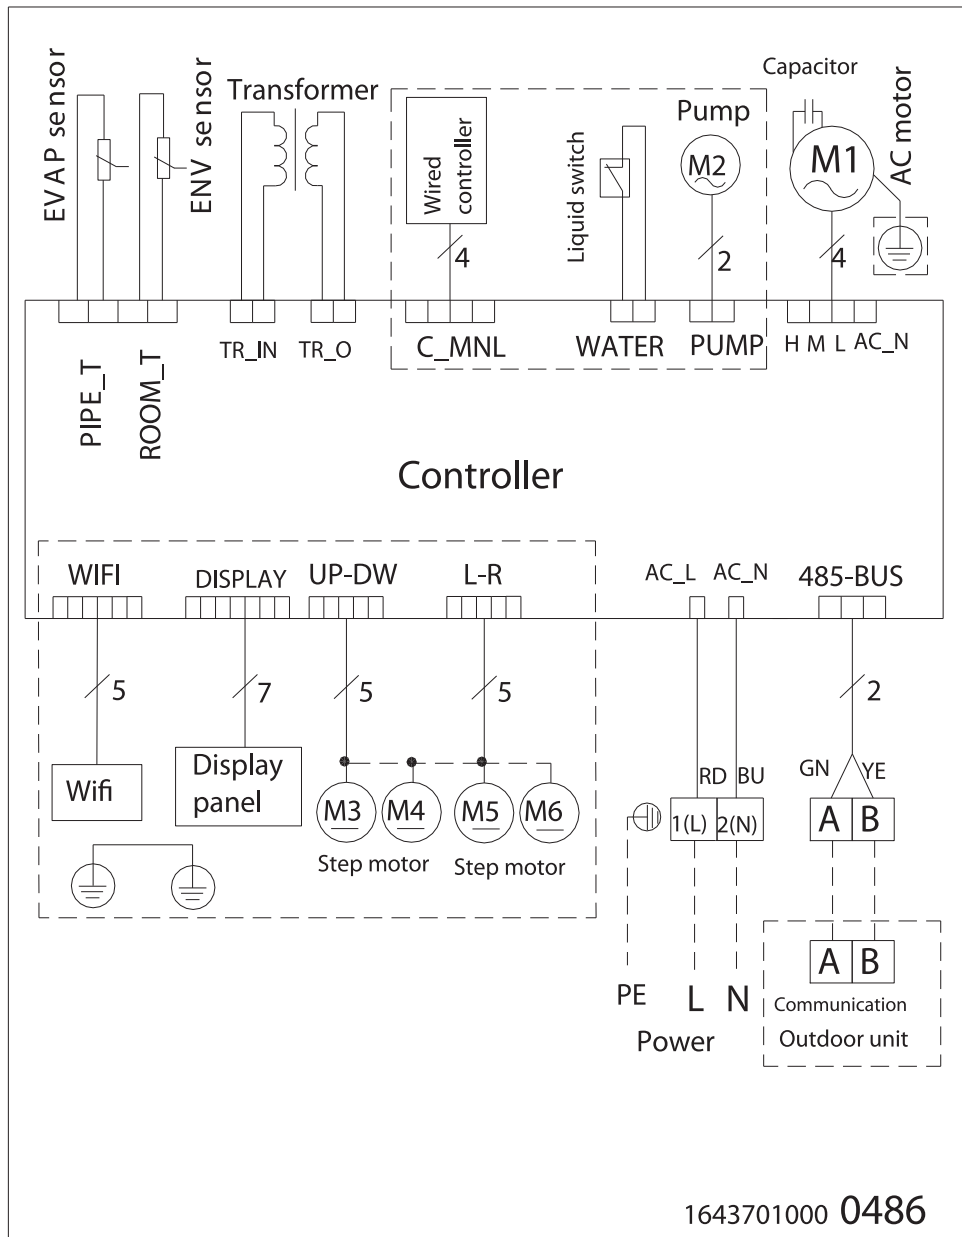 EVAP sensor
ENV sensor
Transformer
Wired
controller
Liquid switch
Pump
M2
Capacitor
M1
AC motor
4
2
4
PIPE_T
ROOM_T
TR_IN
TR_O
C_MNL
WATER
PUMP
H M L AC_N
Controller
WIFI
DISPLAY
UP-DW
L-R
AC_L
AC_N
485-BUS
5
7
5
5
2
Wifi
Display
panel
M3
M4
M5
M6
Step motor
Step motor
RD
BU
1(L)
2(N)
GN
YE
A B
A B
PE
L
N
Power
Communication
Outdoor unit
1643701000 0486